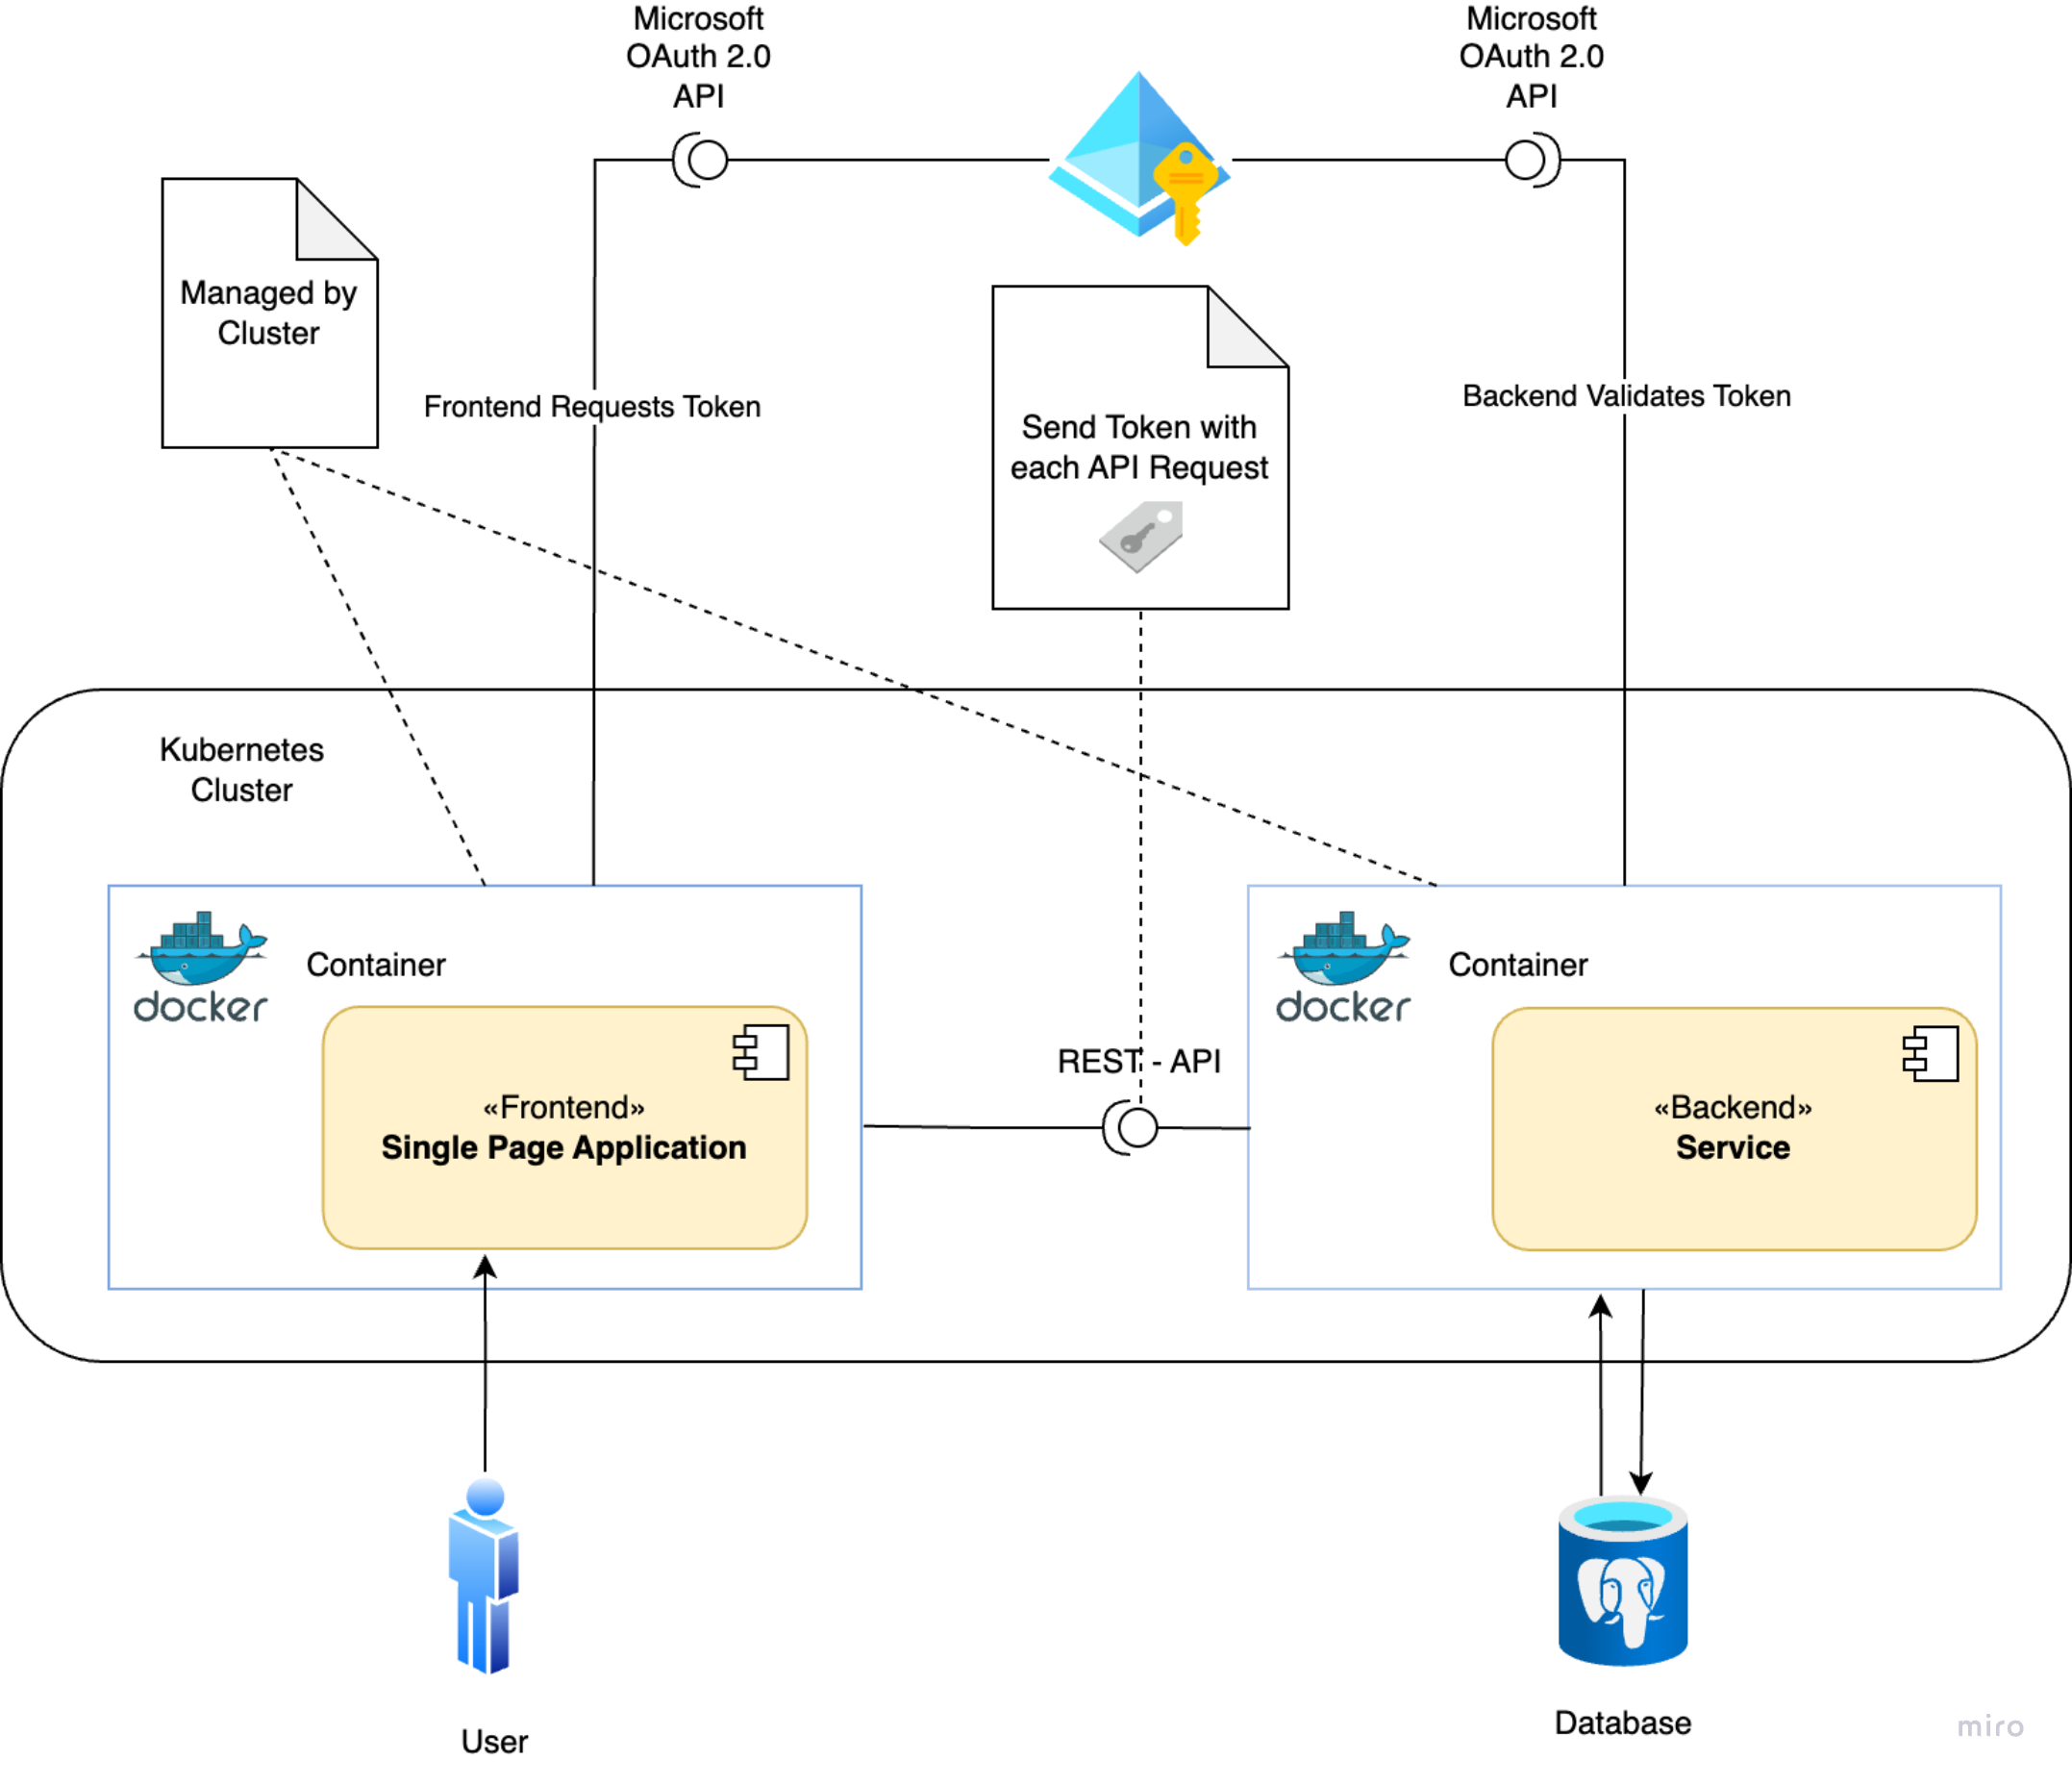 Microsoft
OAuth 2.0
API
Microsoft
OAuth 2.0
API
Managed by
Cluster
Frontend Requests Token
Send Token with
each API Request
Backend Validates Token
Kubernetes
Cluster
docker
Container
«Frontend»
Single Page Application
REST - API
docker
Container
«Backend»
Service
User
Database
miro